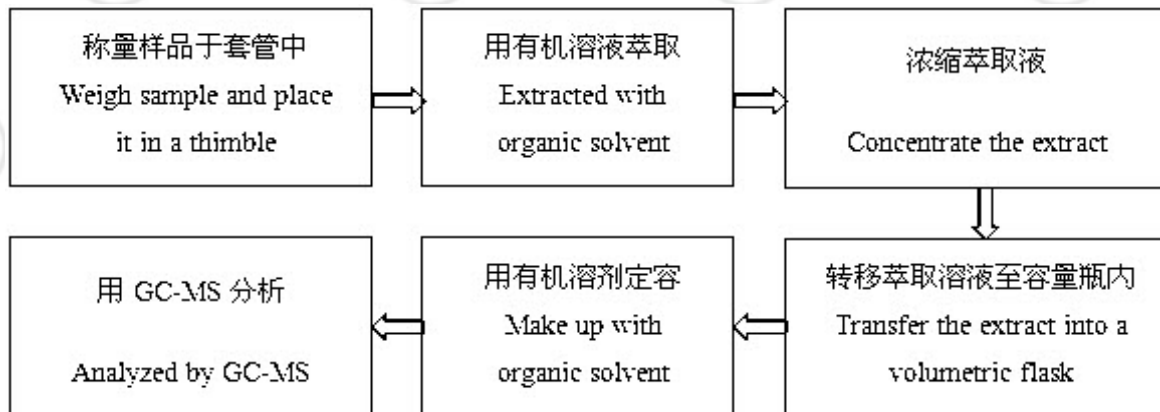 称量样品于套管中
Weigh sample and place
it in a thimble
用有机溶液萃取
Extracted with
organic solvent
浓缩萃取液
Concentrate the extract
转移萃取溶液至容量瓶内
Transfer the extract into a
volumetric flask
用有机溶剂定容
Make up with
organic solvent
用 GC-MS 分析
Analyzed by GC-MS